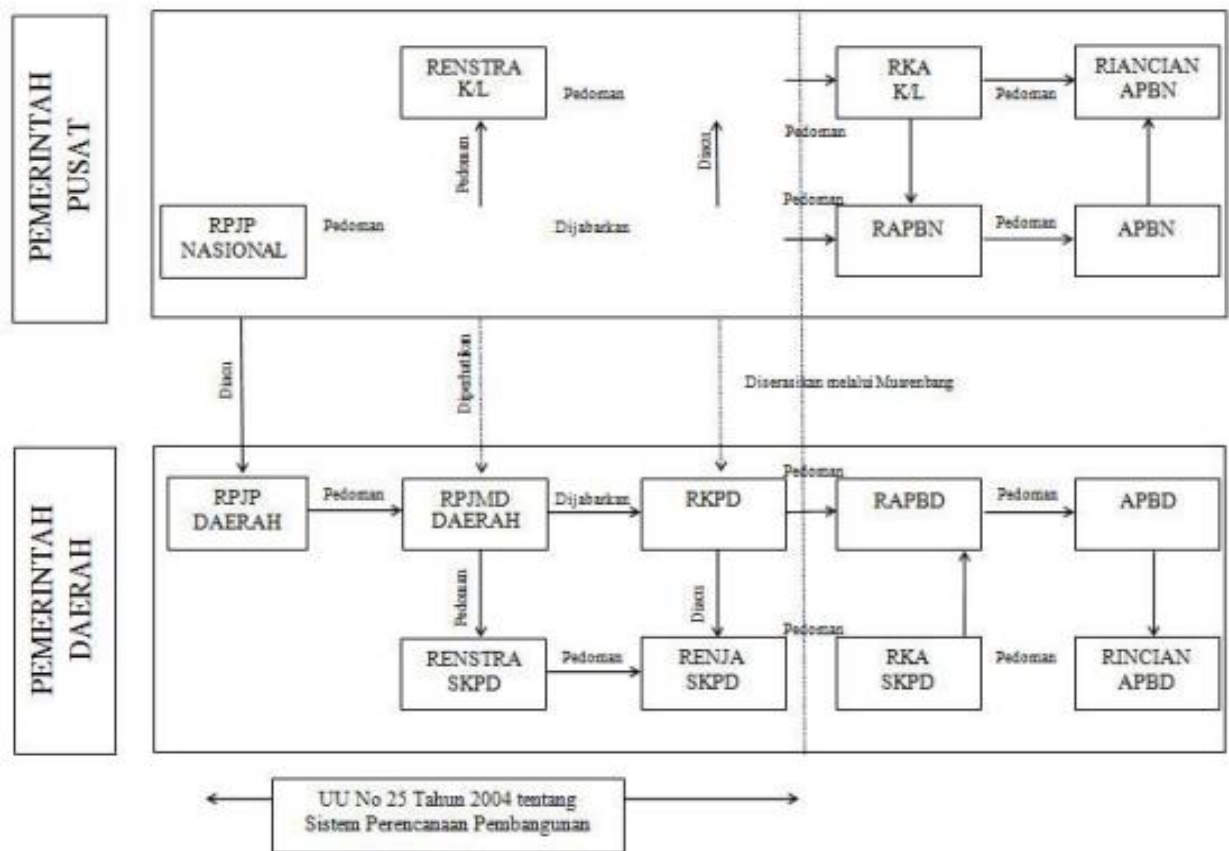 PEMERINTAH
PUSAT
RENSTRA
K/L
Pedoman
RKA
K/L
Pedoman
RIANCIAN
APBN
Pedoman
Pedoman
Diacu
RPJP
NASIONAL
Pedoman
Dijabarkan
Pedoman
RAPBN
Pedoman
APBN
Diacu
Diperhatikan
Diserasikan melalui Musrenbang
PEMERINTAH
DAERAH
RPJP
DAERAH
Pedoman
RPJMD
DAERAH
Dijabarkan
RKPD
Pedoman
RAPBD
Pedoman
APBD
Pedoman
Diacu
RENSTRA
SKPD
Pedoman
RENJA
SKPD
Pedoman
RKA
SKPD
Pedoman
RINCIAN
APBD
UU No 25 Tahun 2004 tentang
Sistem Perencanaan Pembangunan